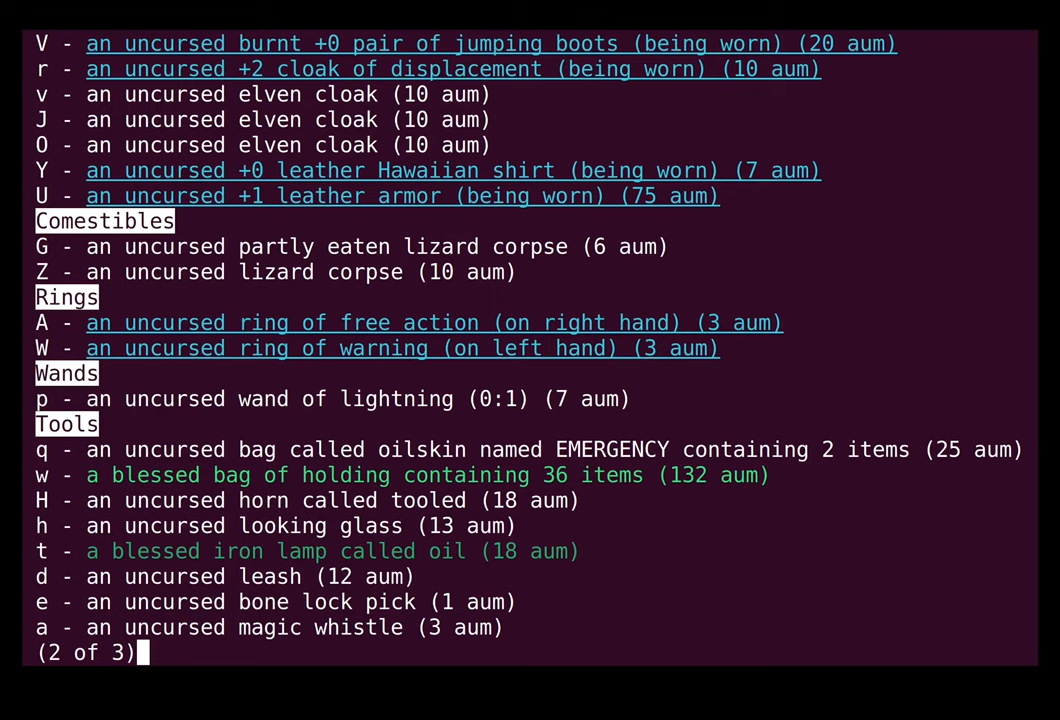 V - an uncursed burnt +0 pair of jumping boots (being worn) (20 aum)
r - an uncursed +2 cloak of displacement (being worn) (10 aum)
v - an uncursed elven cloak (10 aum)
J - an uncursed elven cloak (10 aum)
O - an uncursed elven cloak (10 aum)
Y - an uncursed +0 leather Hawaiian shirt (being worn) (7 aum)
U - an uncursed +1 leather armor (being worn) (75 aum)
Comestibles
G - an uncursed partly eaten lizard corpse (6 aum)
Z - an uncursed lizard corpse (10 aum)
Rings
A - an uncursed ring of free action (on right hand) (3 aum)
W - an uncursed ring of warning (on left hand) (3 aum)
Wands
p - an uncursed wand of lightning (0:1) (7 aum)
Tools
q - an uncursed bag called oilskin named EMERGENCY containing 2 items (25 aum)
w - a blessed bag of holding containing 36 items (132 aum)
H - an uncursed horn called tooled (18 aum)
h - an uncursed looking glass (13 aum)
t - a blessed iron lamp called oil (18 aum)
d - an uncursed leash (12 aum)
e - an uncursed bone lock pick (1 aum)
a - an uncursed magic whistle (3 aum)
(2 of 3)